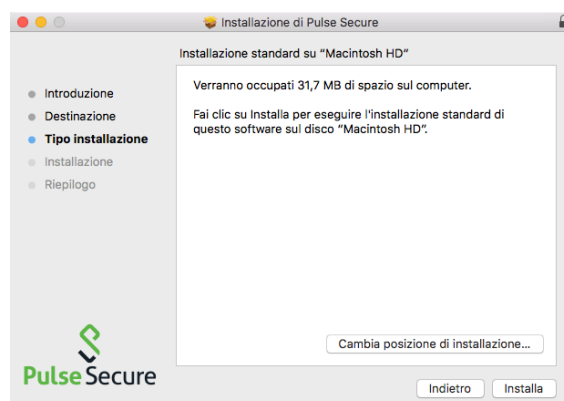 Installazione di Pulse Secure
Installazione standard su “Macintosh HD”
Introduzione
Destinazione
Tipo installazione
Installazione
Riepilogo
Verranno occupati 31,7 MB di spazio sul computer.
Fai clic su Installa per eseguire l'installazione standard di
questo software sul disco “Macintosh HD”.
Cambia posizione di installazione...
Pulse Secure
Indietro
Installa